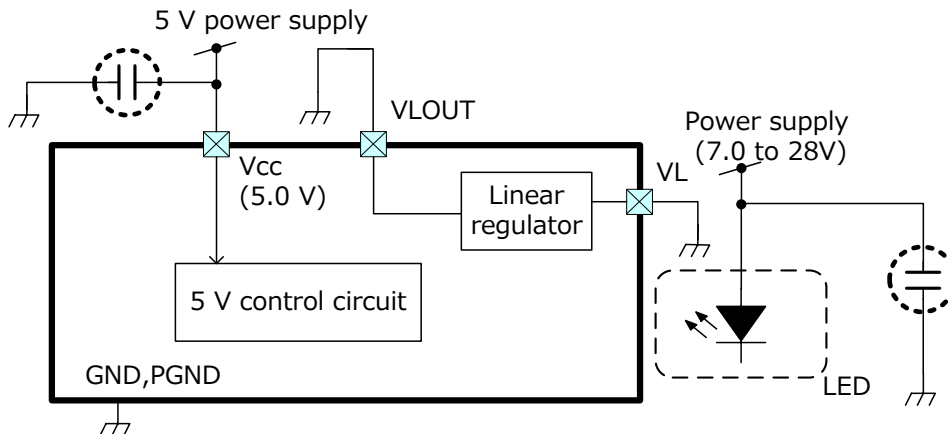 5 V power supply
VLOUT
Power supply
(7.0 to 28V)
Vcc
(5.0 V)
VL
Linear
regulator
5 V control circuit
GND,PGND
LED